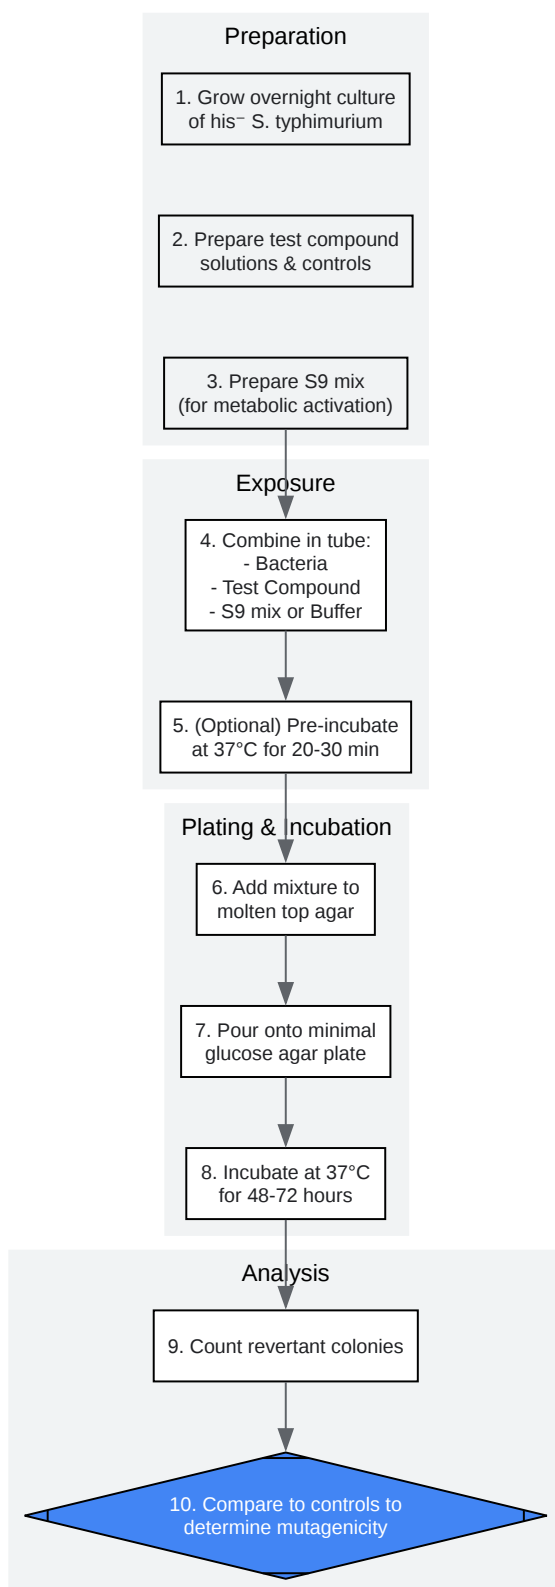 Preparation
1. Grow overnight culture
of his⁻ S. typhimurium
2. Prepare test compound
solutions & controls
3. Prepare S9 mix
(for metabolic activation)
Exposure
4. Combine in tube:
- Bacteria
- Test Compound
- S9 mix or Buffer
5. (Optional) Pre-incubate
at 37°C for 20-30 min
Plating & Incubation
6. Add mixture to
molten top agar
7. Pour onto minimal
glucose agar plate
8. Incubate at 37°C
for 48-72 hours
Analysis
9. Count revertant colonies
10. Compare to controls to
determine mutagenicity